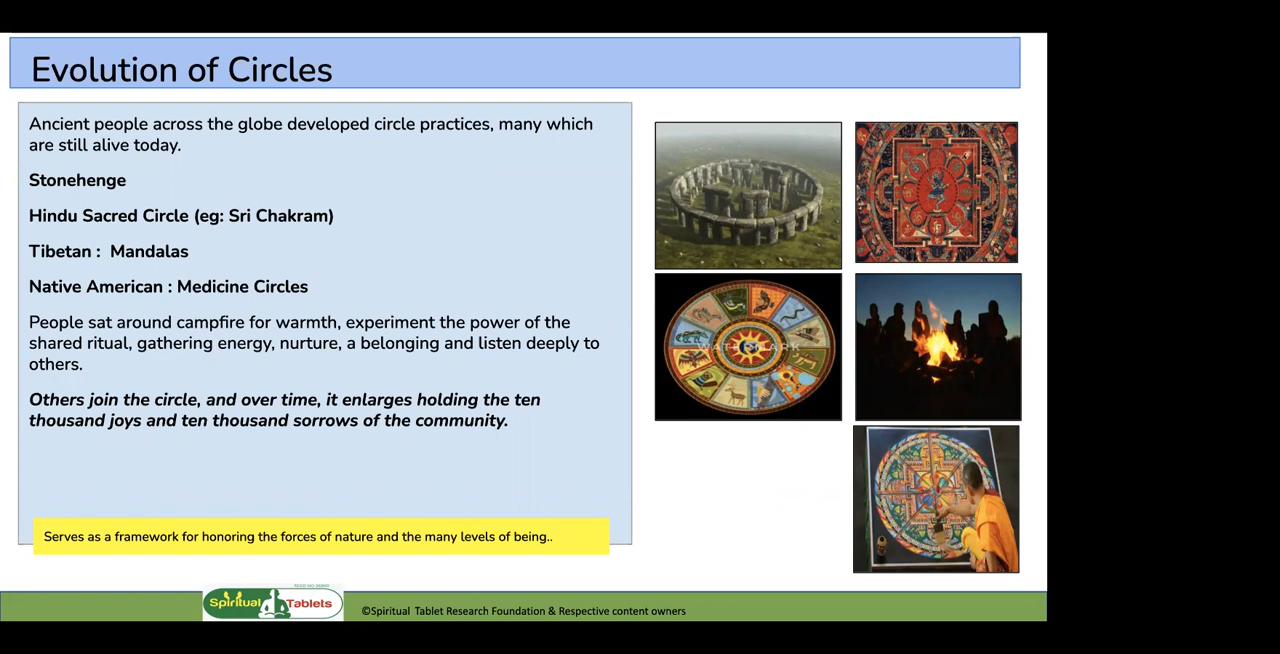 Evolution of Circles
Ancient people across the globe developed circle practices, many which
are still alive today.
Stonehenge
Hindu Sacred Circle (eg: Sri Chakram)
Tibetan :  Mandalas
Native American : Medicine Circles
People sat around campfire for warmth, experiment the power of the
shared ritual, gathering energy, nurture, a belonging and listen deeply to
others.
Others join the circle, and over time, it enlarges holding the ten
thousand joys and ten thousand sorrows of the community.
Serves as a framework for honoring the forces of nature and the many levels of being..
WATERMARK
Spiritual Tablets
©Spiritual Tablet Research Foundation & Respective content owners